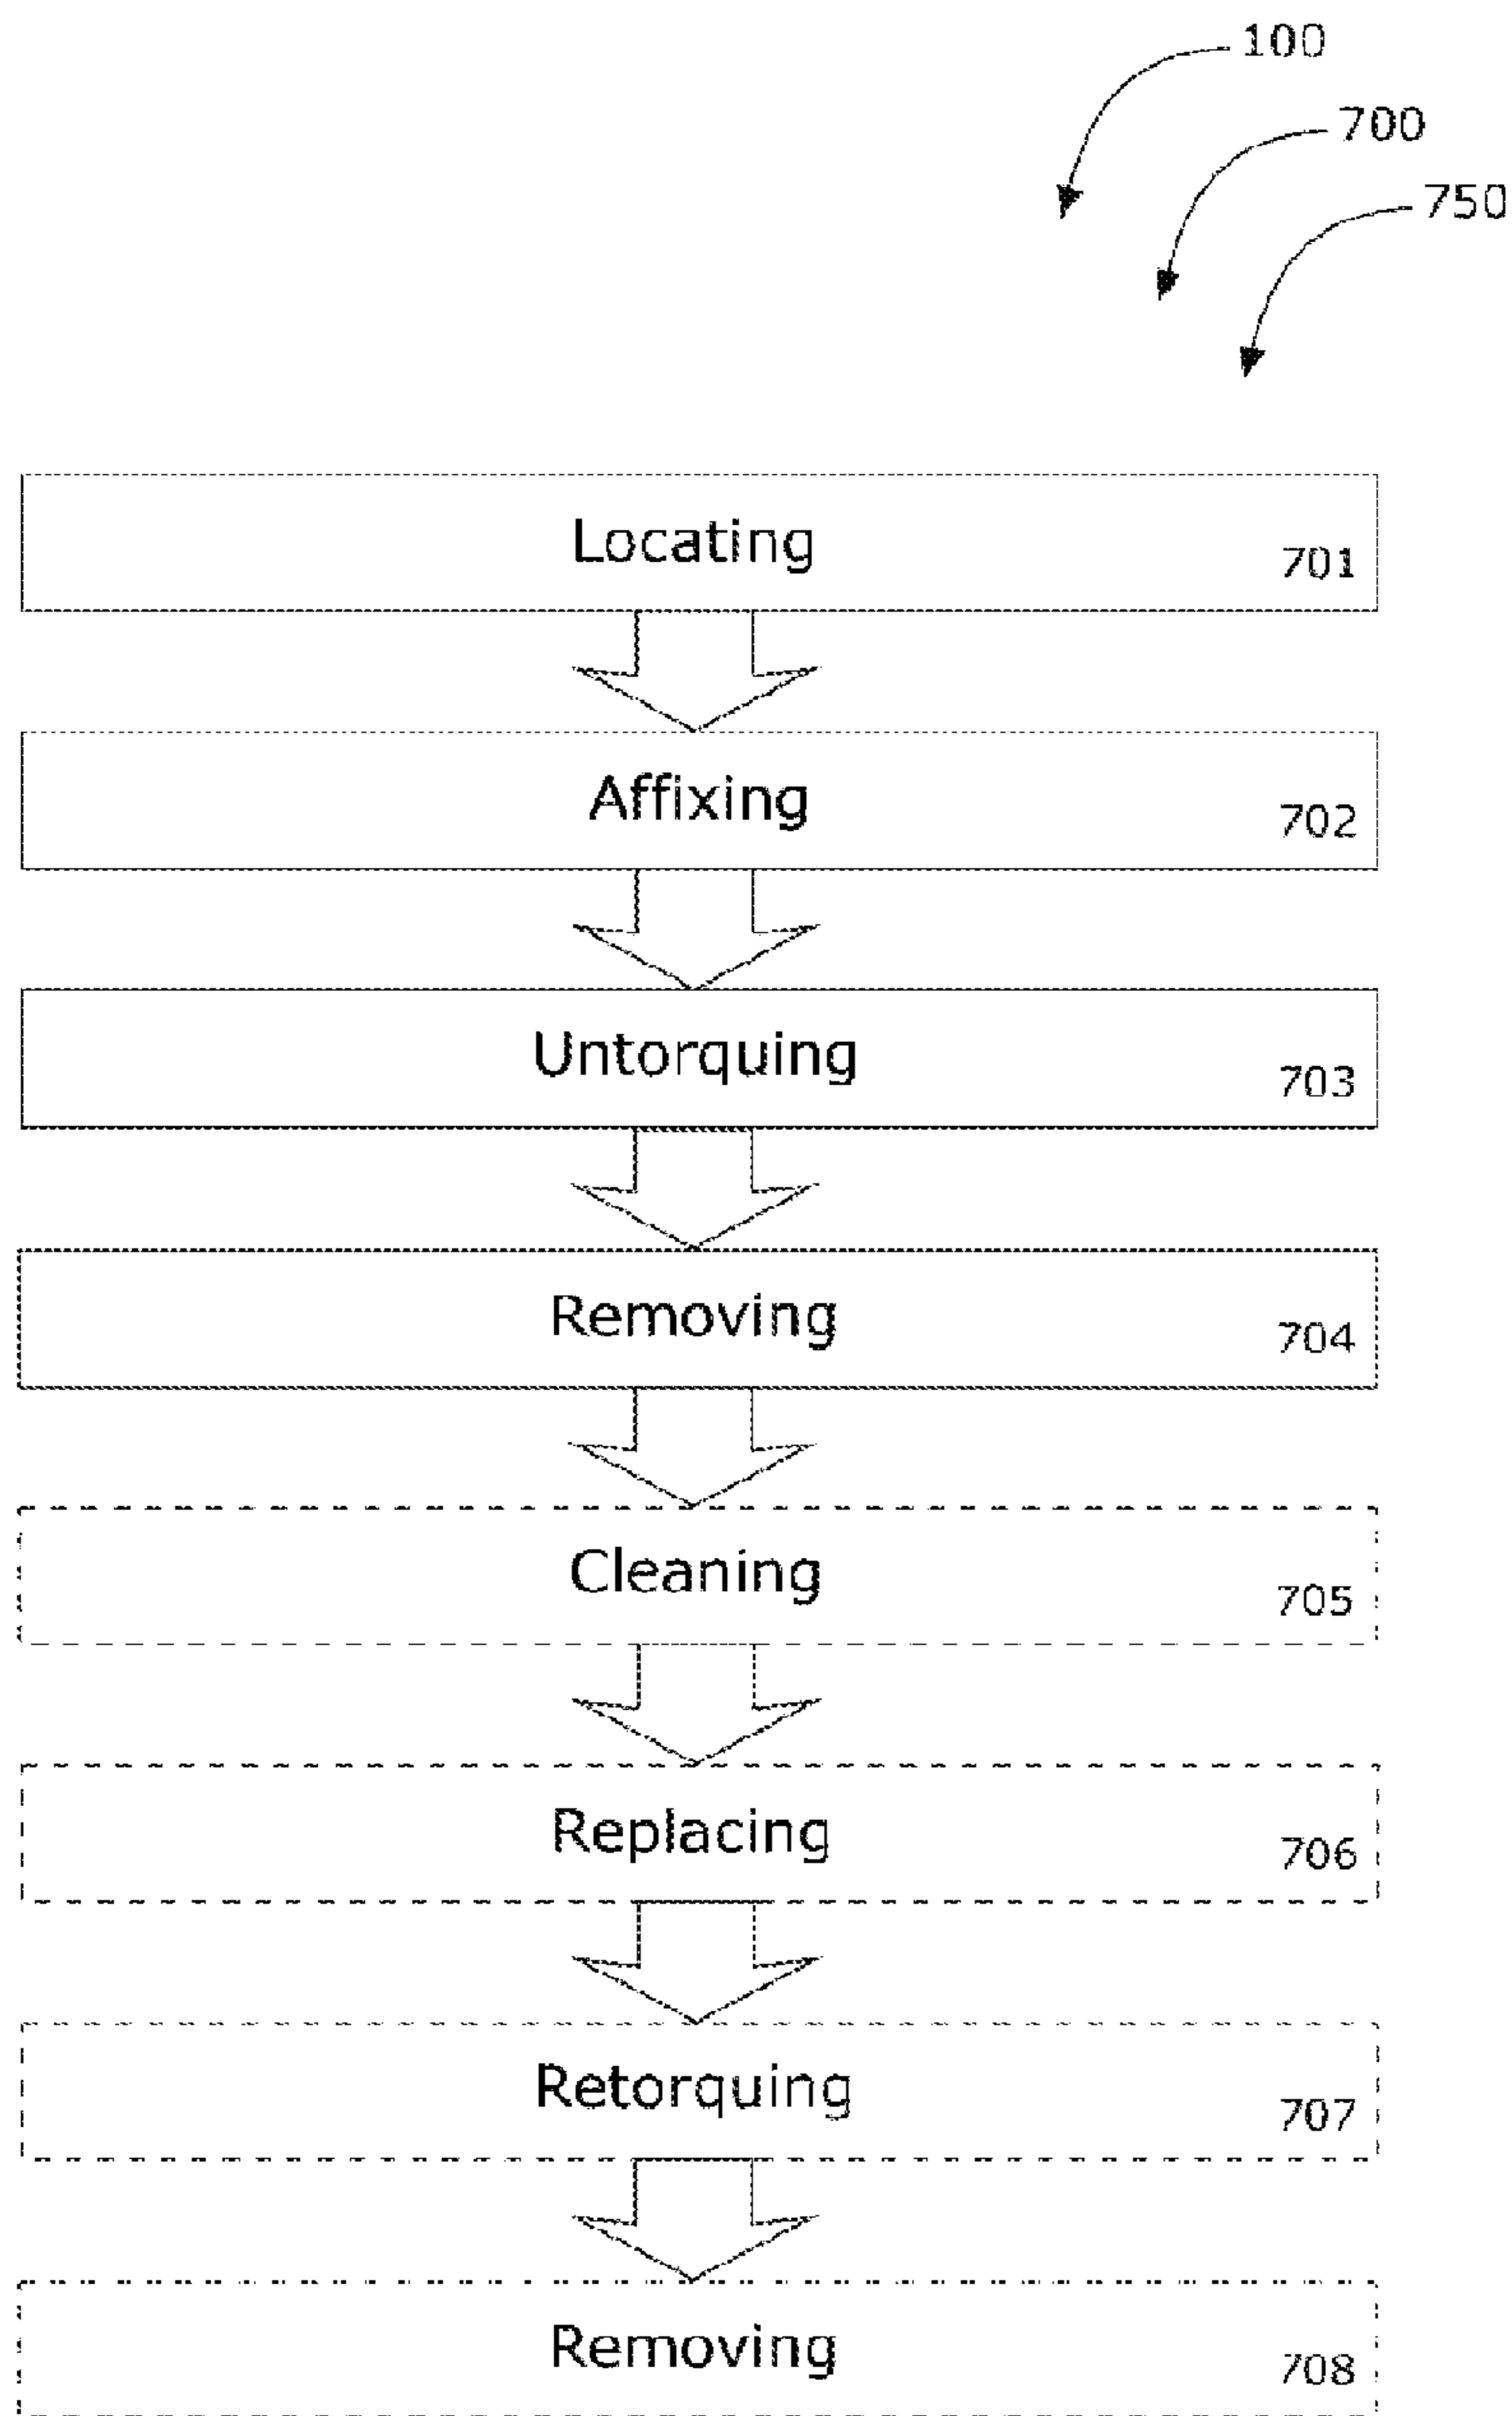 100
700
750
Locating
701
Affixing
702
Untorquing
703
Removing
704
Cleaning
705
Replacing
706
Retorquing
707
Removing
708